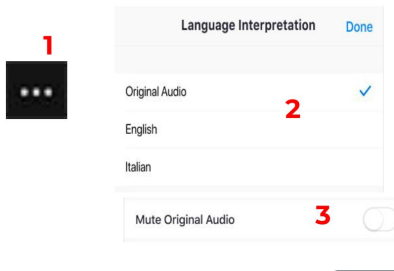 1
Language Interpretation Done
Original Audio
2
English
Italian
Mute Original Audio 3